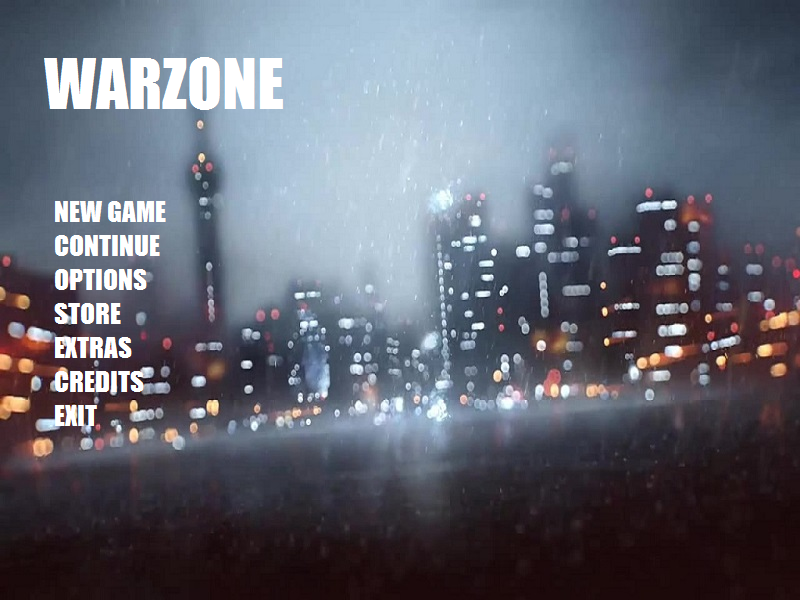 WARZONE
NEW GAME
CONTINUE
OPTIONS
STORE
EXTRAS
CREDITS
EXIT